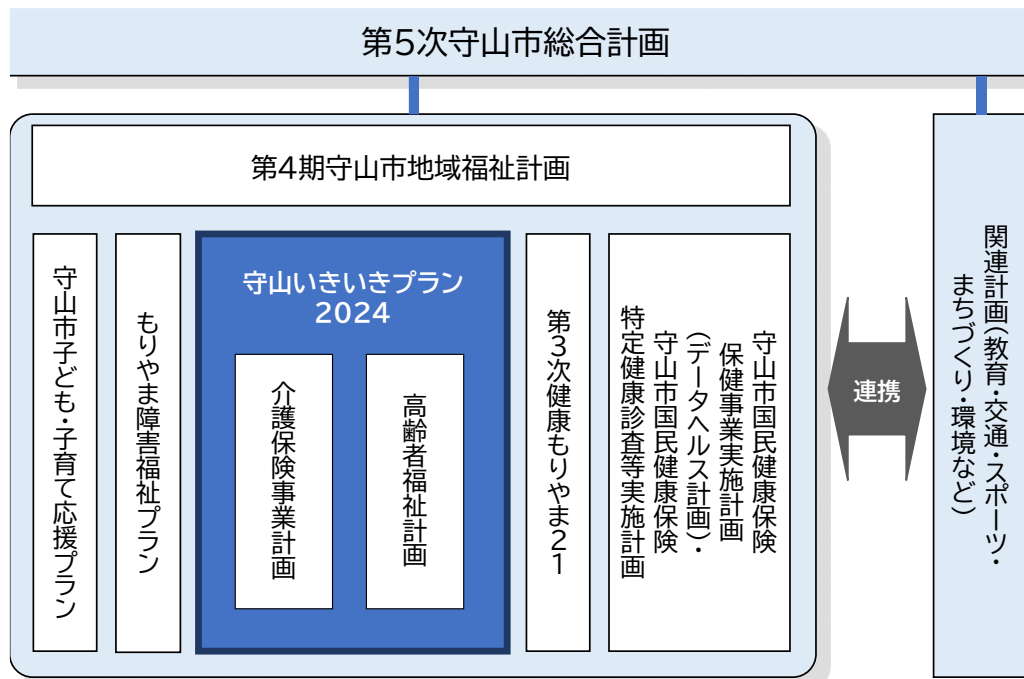 第5次守山市総合計画
第4期守山市地域福祉計画
守山市子ども・子育て応援プラン
もりやま障害福祉プラン
守山いきいきプラン
2024
介護保険事業計画
高齢者福祉計画
第3次健康もりやま21
守山市国民健康保険
保健事業実施計画
(データヘルス計画)・
守山市国民健康保険
特定健康診査等実施計画
連携
関連計画(教育・交通・スポーツ・
まちづくり・環境など)